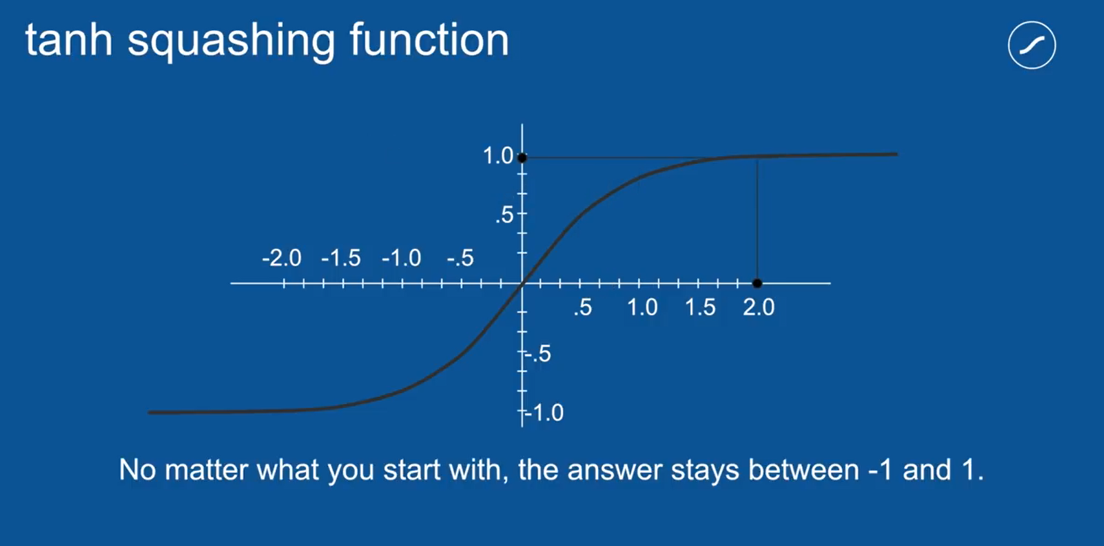 tanh squashing function
1.0
.5
-2.0 -1.5 -1.0 -.5
.5 1.0 1.5 2.0
-.5
-1.0
No matter what you start with, the answer stays between -1 and 1.